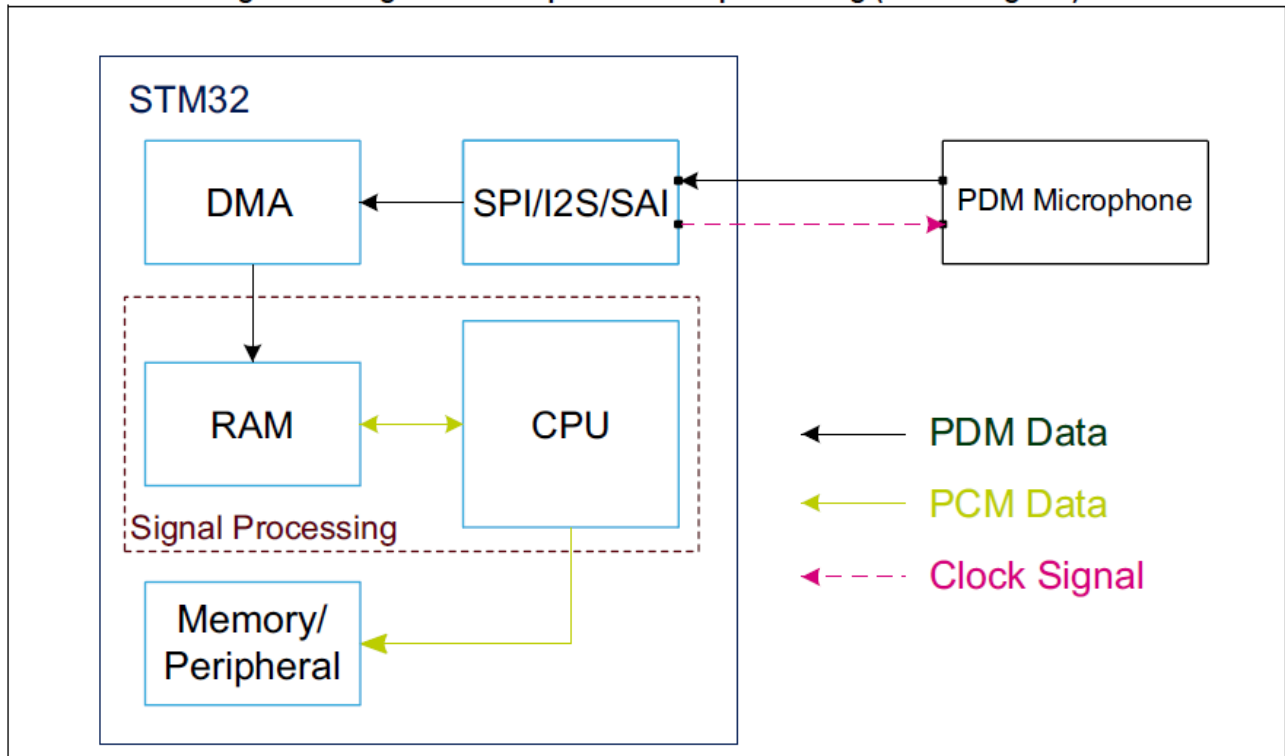 STM32
DMA
SPI/I2S/SAI
PDM Microphone
RAM
CPU
Signal Processing
Memory/
Peripheral
PDM Data
PCM Data
Clock Signal